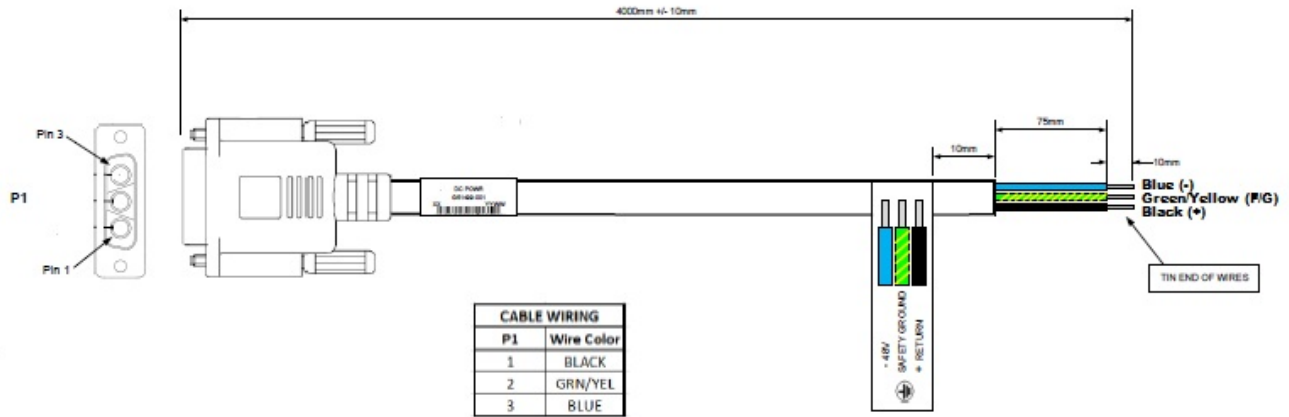 4000mm +/- 10mm
Pin 3
P1
Pin 1
DC POWR
75mm
10mm
10mm
Blue (-)
Green/Yellow (F/G)
Black (+)
TIN END OF WIRES
- 48V
SAFETY GROUND
+ RETURN
CABLE WIRING
P1 Wire Color
1 BLACK
2 GRN/YEL
3 BLUE